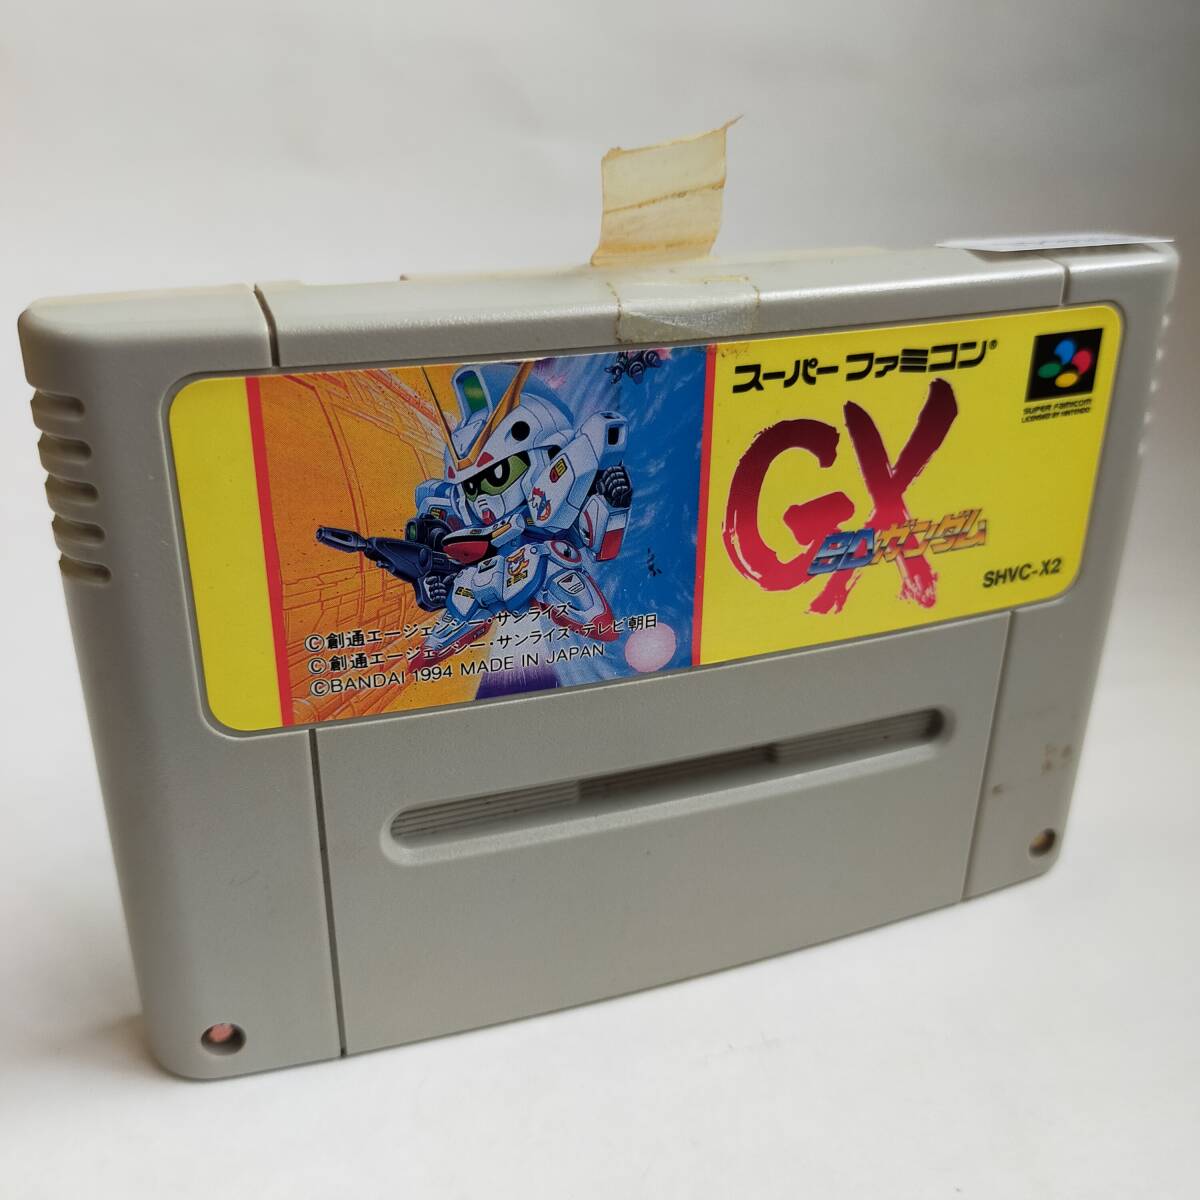 スーパーファミコン®
GX
SDガンダム
SUPER FAMICOM
LICENSED BY NINTENDO
SHVC-X2
©創通エージェンシー・サンライズ
©創通エージェンシー・サンライズ・テレビ朝日
©BANDAI 1994 MADE IN JAPAN